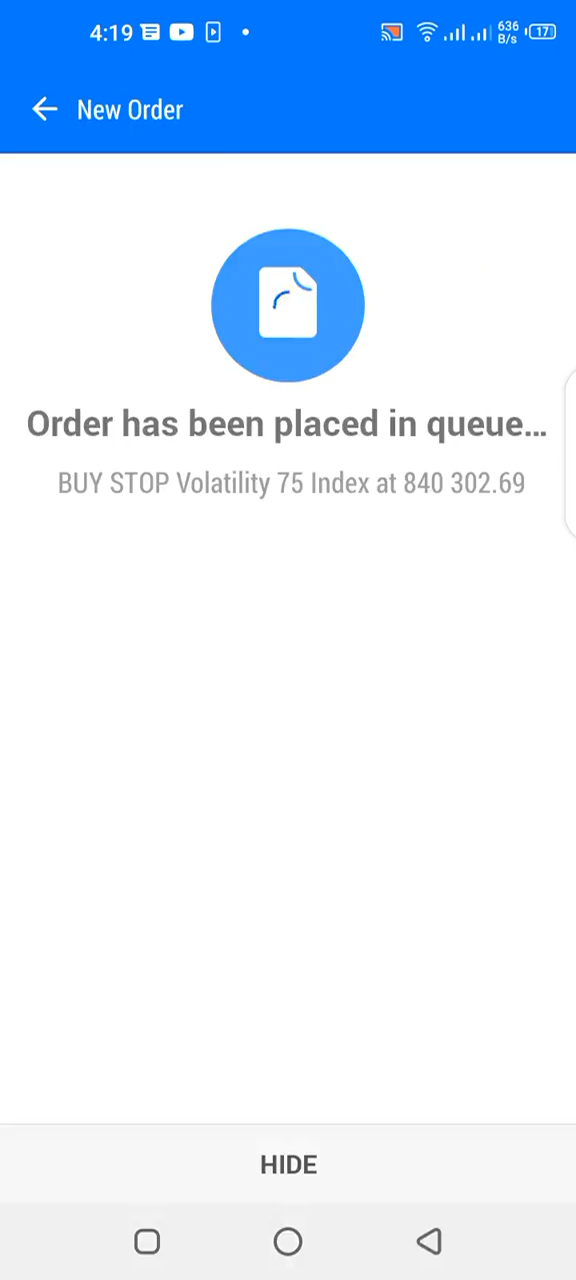 4:19 636 B/s 17
New Order
Order has been placed in queue...
BUY STOP Volatility 75 Index at 840 302.69
HIDE